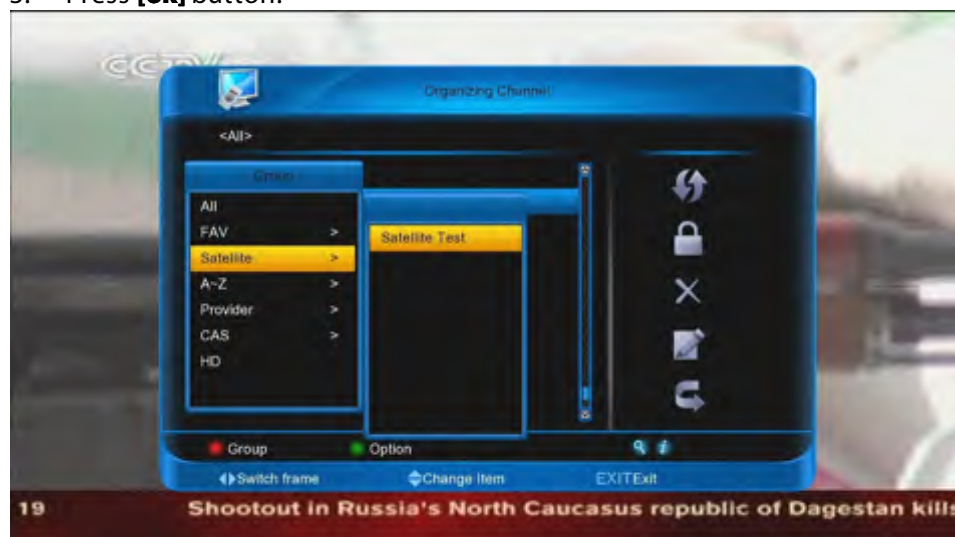 Press [OK] button.
CCTV
Organizing Channel
<All>
Group
All
FAV >
Satellite >
Satellite Test
A~Z >
Provider >
CAS >
HD
Group
Option
Switch frame
Change Item
EXIT Exit
19
Shootout in Russia's North Caucasus republic of Dagestan kills